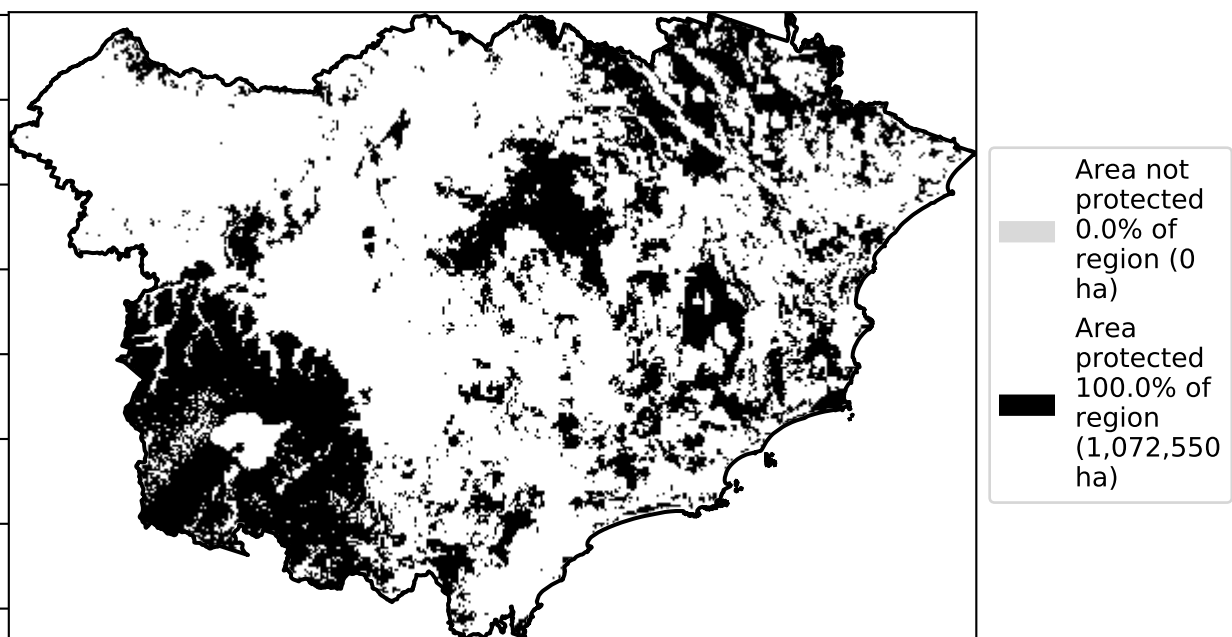 Area not
protected
0.0% of
region (0
ha)
Area
protected
100.0% of
region
(1,072,550
ha)